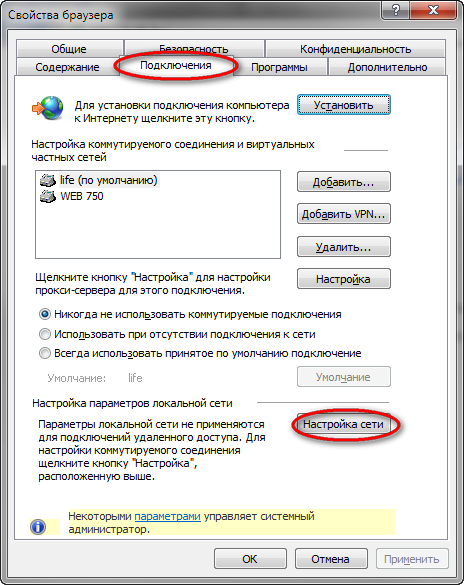 Свойства браузера
Общие
Безопасность
Конфиденциальность
Содержание
Подключения
Программы
Дополнительно
Для установки подключения компьютера
к Интернету щелкните эту кнопку.
Установить
Настройка коммутируемого соединения и виртуальных
частных сетей
life (по умолчанию)
WEB 750
Добавить...
Добавить VPN...
Удалить...
Щелкните кнопку "Настройка" для настройки
прокси-сервера для этого подключения.
Настройка
Никогда не использовать коммутируемые подключения
Использовать при отсутствии подключения к сети
Всегда использовать принятое по умолчанию подключение
Умолчание: life
Умолчание
Настройка параметров локальной сети
Параметры локальной сети не применяются
для подключений удаленного доступа. Для
настройки коммутируемого соединения
щелкните кнопку "Настройка",
расположенную выше.
Настройка сети
Некоторыми параметрами управляет системный
администратор.
ОК
Отмена
Применить